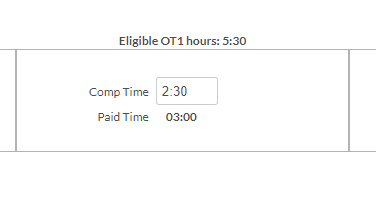 Eligible OT1 hours: 5:30
Comp Time 2:30
Paid Time 03:00